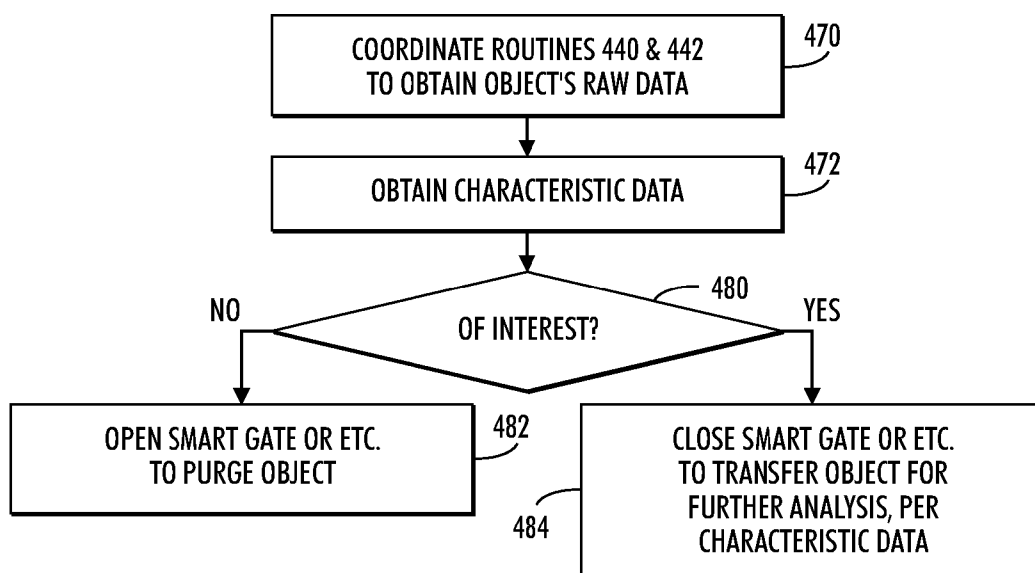 COORDINATE ROUTINES 440 & 442
TO OBTAIN OBJECT'S RAW DATA
470
OBTAIN CHARACTERISTIC DATA
472
OF INTEREST?
480
NO
YES
OPEN SMART GATE OR ETC.
TO PURGE OBJECT
482
CLOSE SMART GATE OR ETC.
TO TRANSFER OBJECT FOR
FURTHER ANALYSIS, PER
CHARACTERISTIC DATA
484